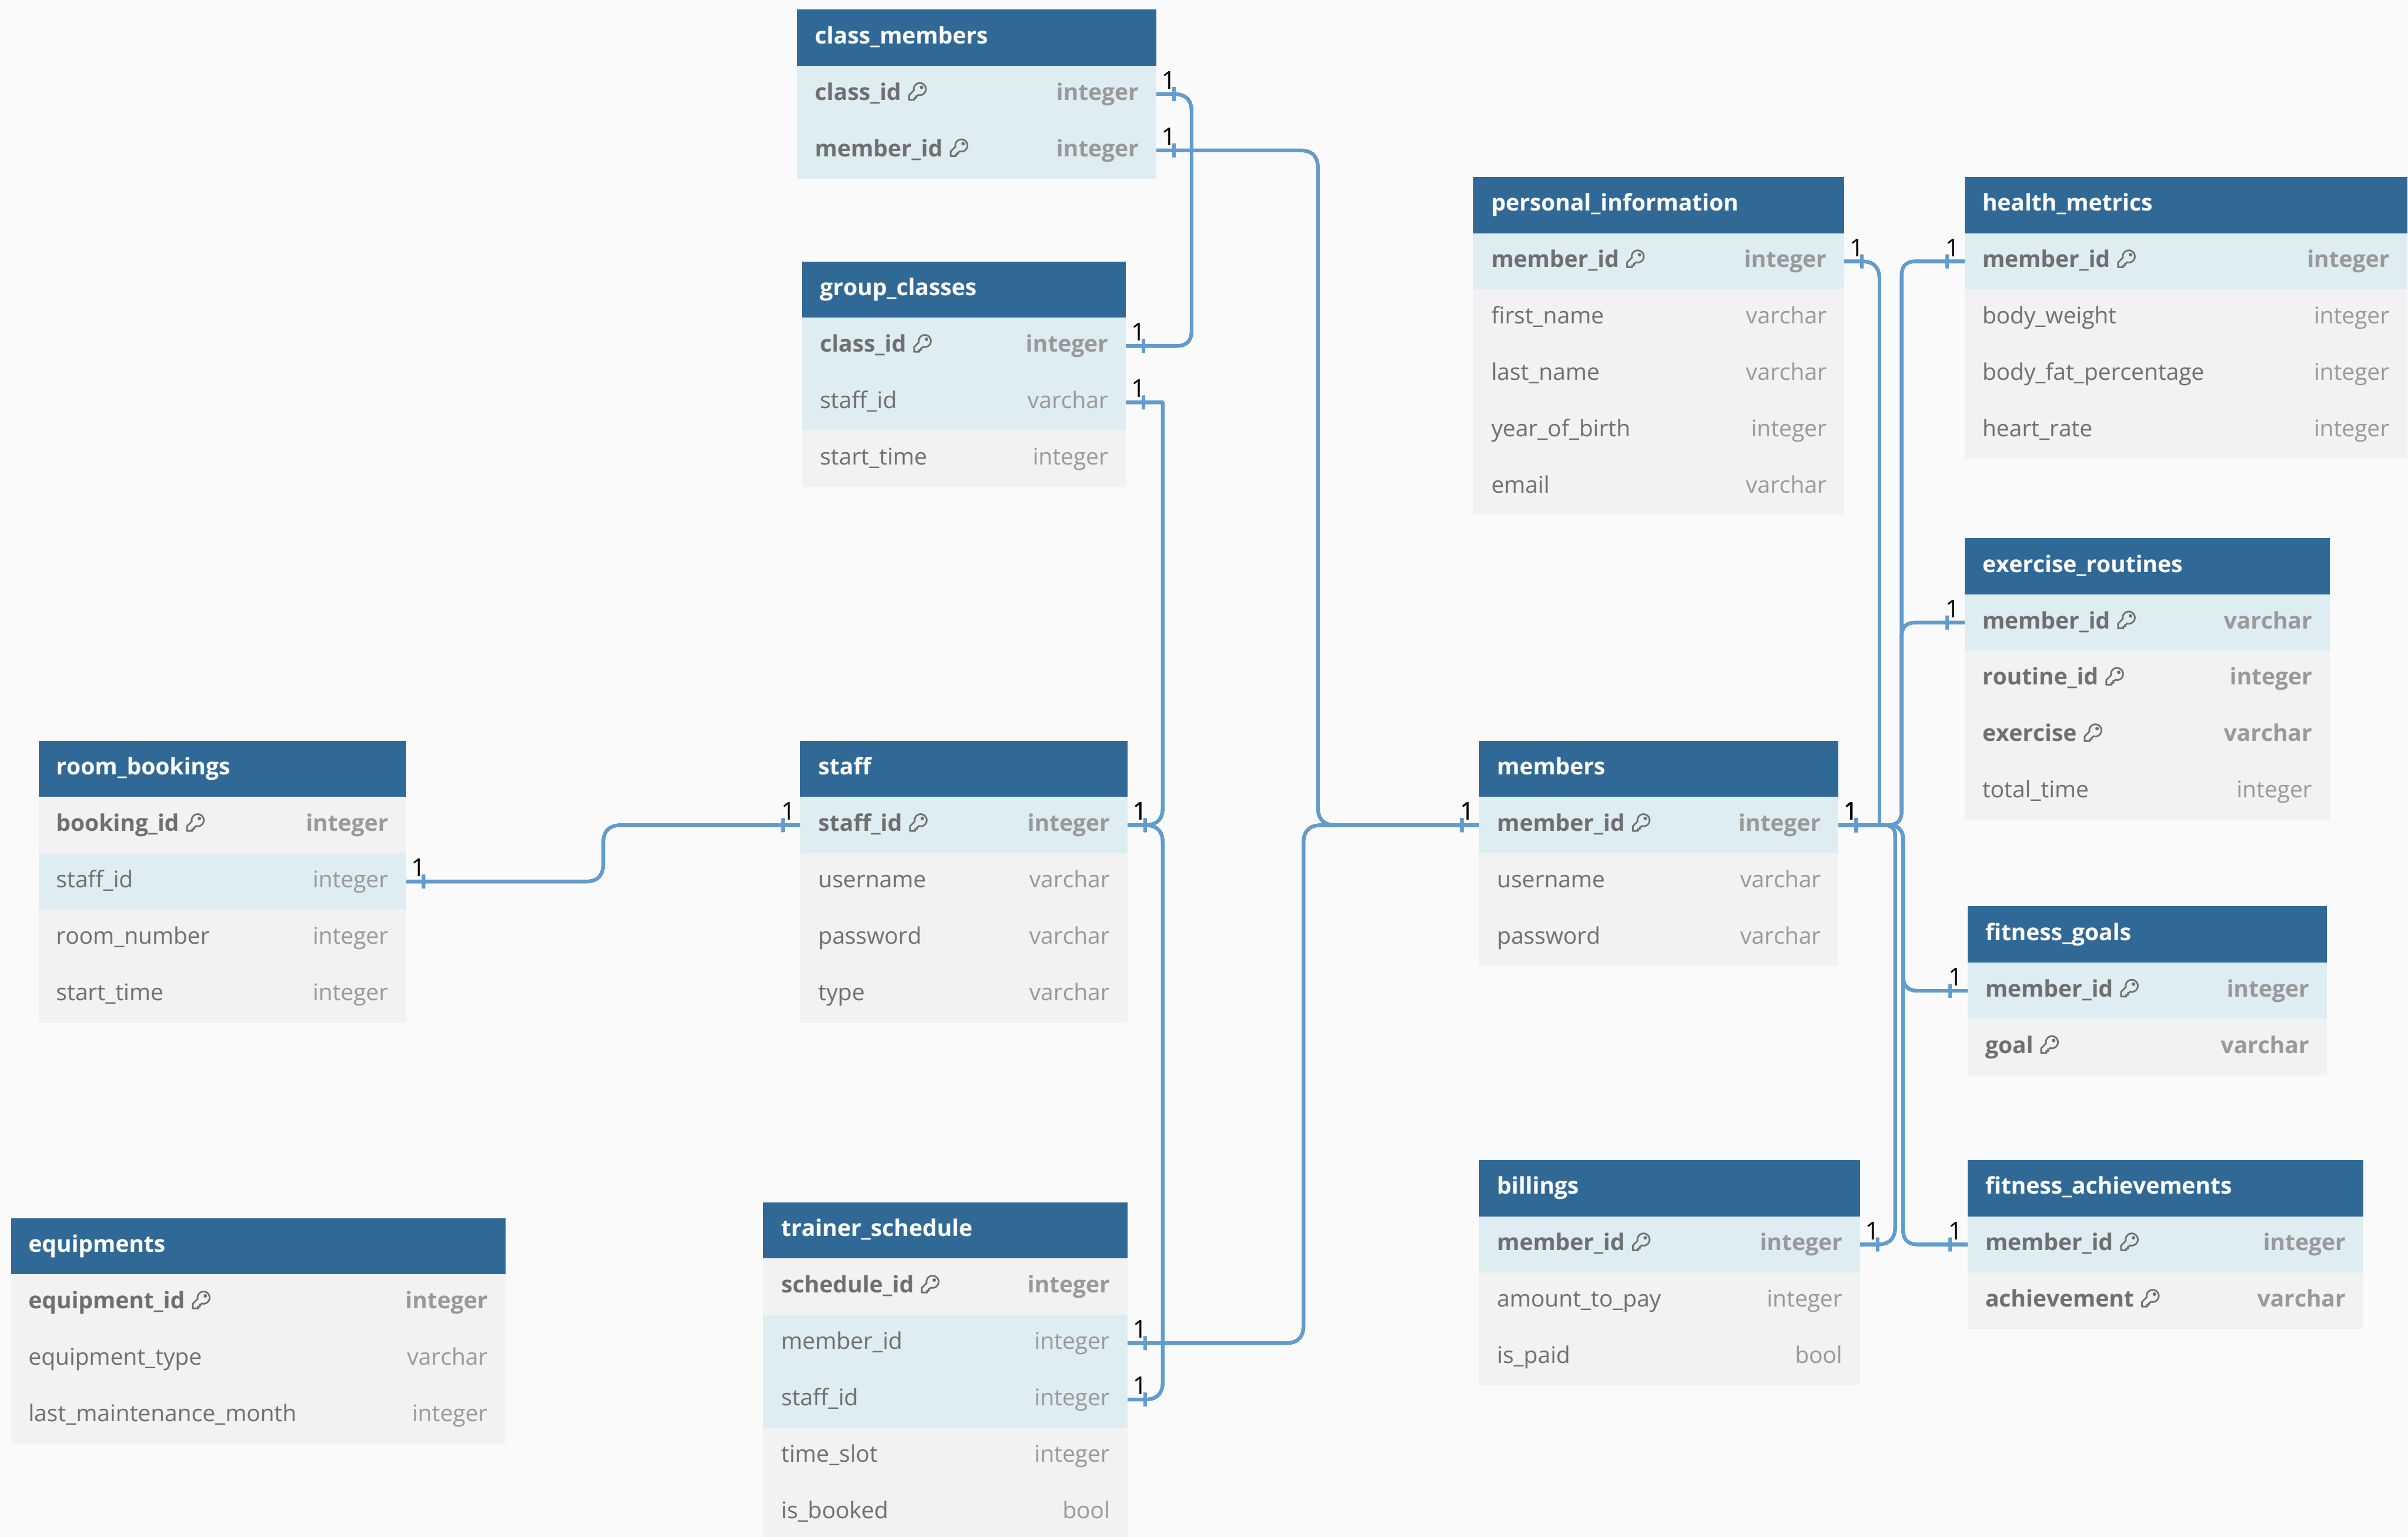 class_members
class_id integer 1
member_id integer 1
group_classes
class_id integer 1
staff_id varchar 1
start_time integer
personal_information
member_id integer 1
first_name varchar
last_name varchar
year_of_birth integer
email varchar
health_metrics
1 member_id integer
body_weight integer
body_fat_percentage integer
heart_rate integer
exercise_routines
1 member_id varchar
routine_id integer
exercise varchar
total_time integer
room_bookings
booking_id integer
staff_id integer 1
room_number integer
start_time integer
staff
1 staff_id integer 1
username varchar
password varchar
type varchar
members
1 member_id integer 1
username varchar
password varchar
fitness_goals
1 member_id integer
goal varchar
equipments
equipment_id integer
equipment_type varchar
last_maintenance_month integer
trainer_schedule
schedule_id integer
member_id integer 1
staff_id integer 1
time_slot integer
is_booked bool
billings
member_id integer 1
amount_to_pay integer
is_paid bool
fitness_achievements
1 member_id integer
achievement varchar